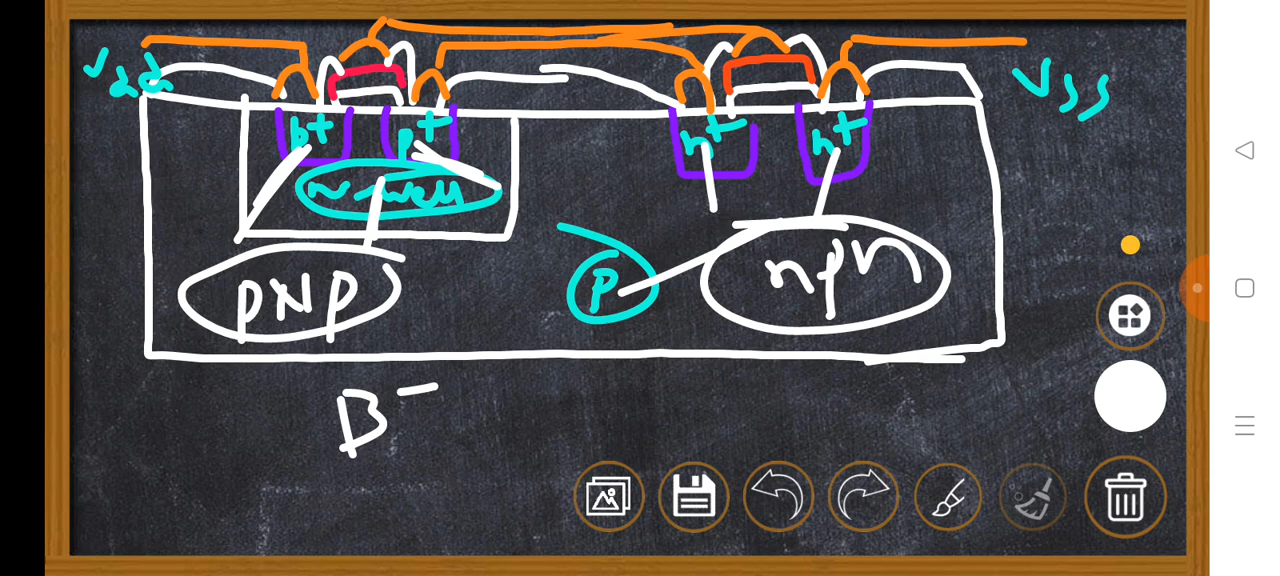 Vdd
Vss
p+ p+ n+ n+
n-well
PNP
P
npn
B-